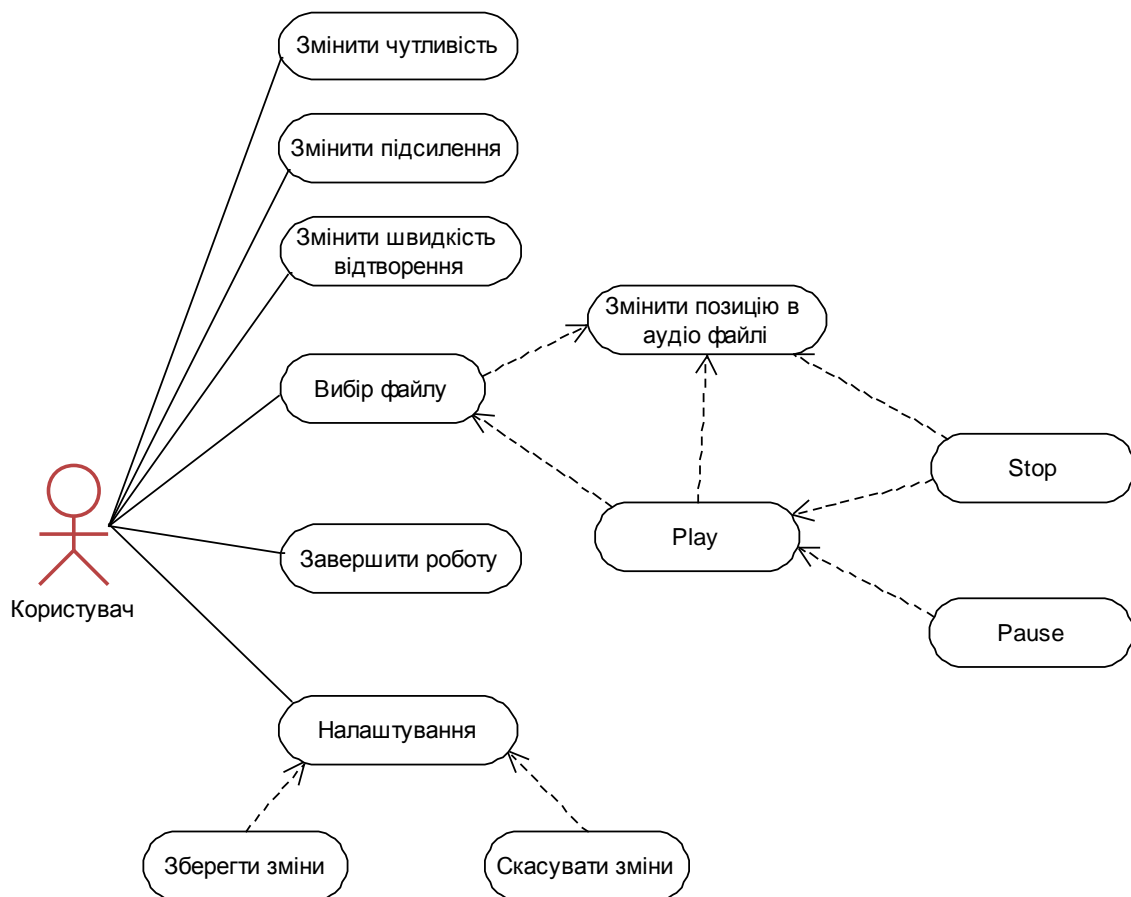 Змінити чутливість
Змінити підсилення
Змінити швидкість
відтворення
Змінити позицію в
аудіо файлі
Вибір файлу
Stop
Play
Завершити роботу
Користувач
Pause
Налаштування
Зберегти зміни
Скасувати зміни